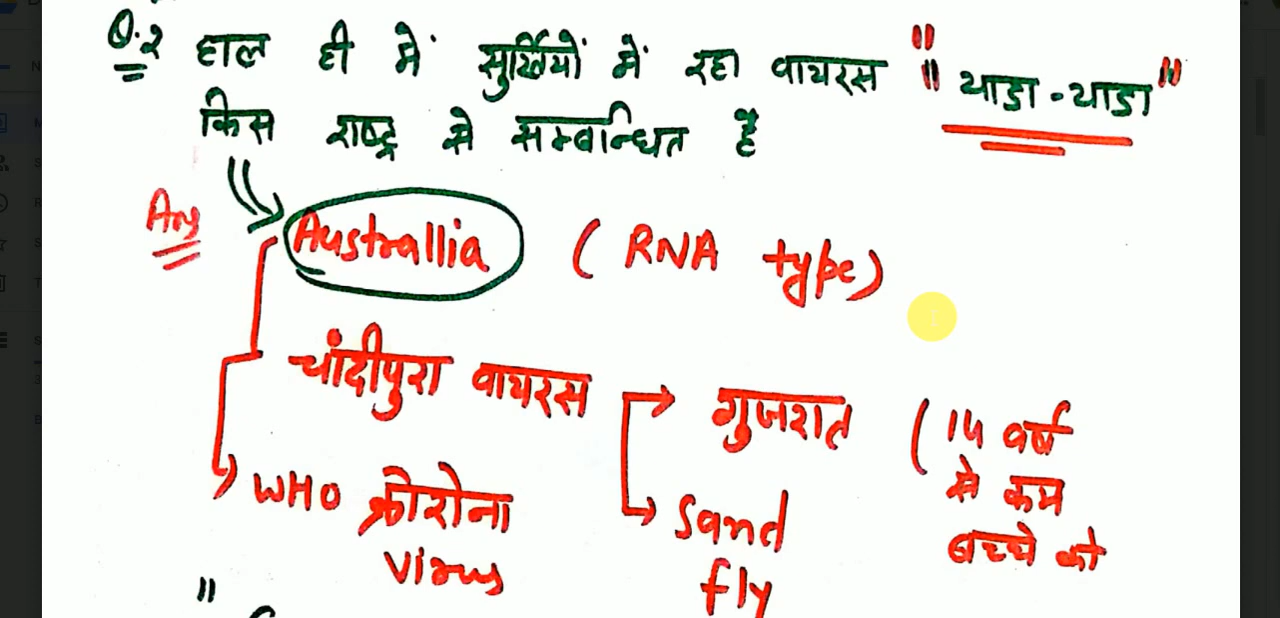 Q.2 हाल ही में सुर्खियों में रहा वायरस "याडा-याडा"
किस राष्ट्र से सम्बन्धित है
Ans Australlia (RNA type)
चांदीपुरा वायरस → गुजरात (14 वर्ष
से कम
बच्चे को
→ Sand
fly
→ WHO क्रोरोना
virus